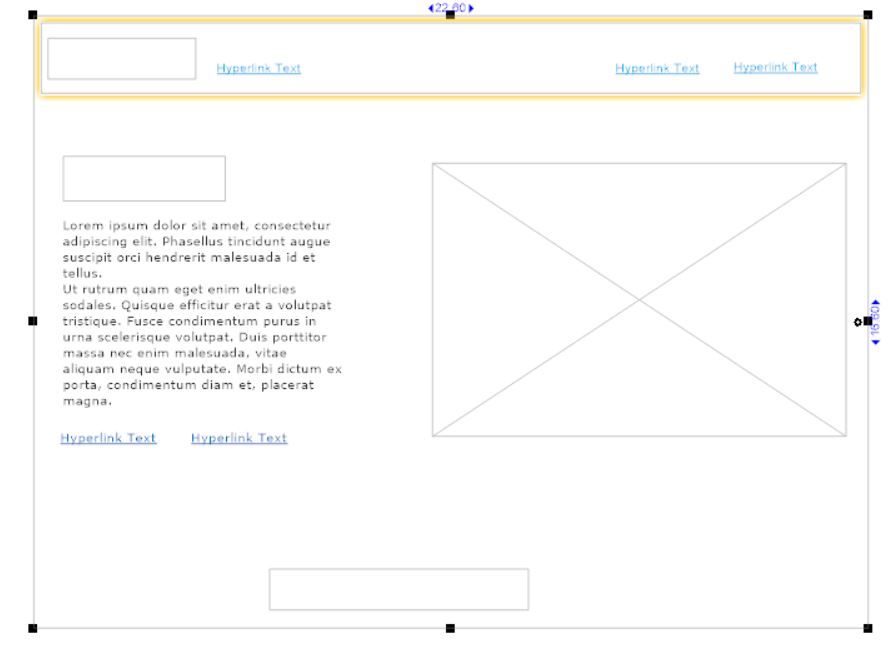 22.60
Hyperlink Text
Hyperlink Text
Hyperlink Text
Lorem ipsum dolor sit amet, consectetur
adipiscing elit. Phasellus tincidunt augue
suscipit orci hendrerit malesuada id et
tellus.
Ut rutrum quam eget enim ultricies
sodales. Quisque efficitur erat a volutpat
tristique. Fusce condimentum purus in
urna scelerisque volutpat. Duis porttitor
massa nec enim malesuada, vitae
aliquam neque vulputate. Morbi dictum ex
porta, condimentum diam et, placerat
magna.
Hyperlink Text
Hyperlink Text
16.60